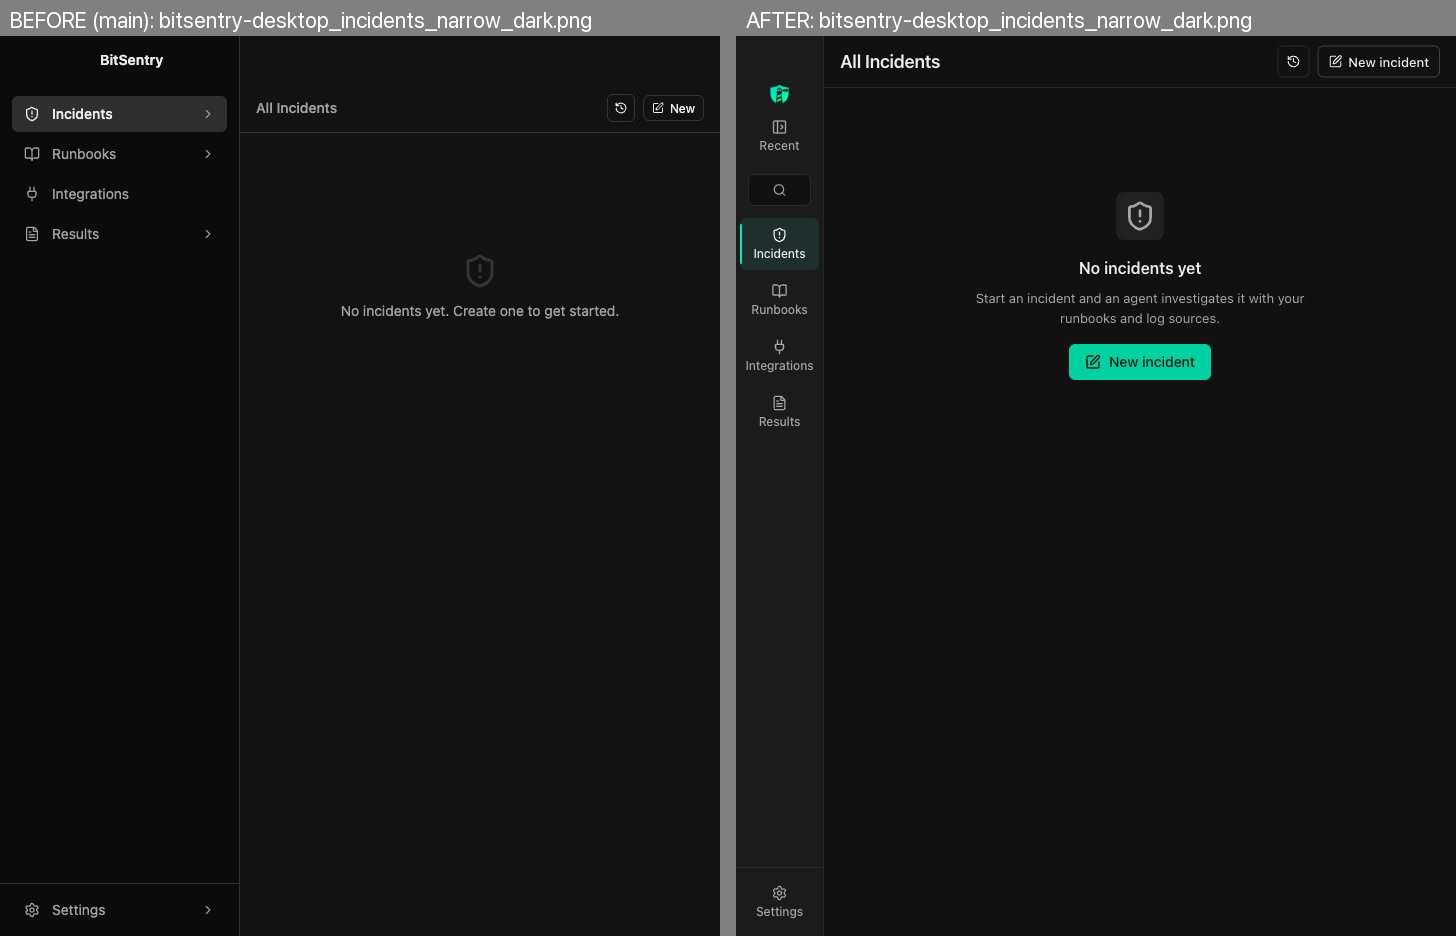 BEFORE (main): bitsentry-desktop_incidents_narrow_dark.png
BitSentry
Incidents
Runbooks
Integrations
Results
Settings
All Incidents
New
No incidents yet. Create one to get started.
AFTER: bitsentry-desktop_incidents_narrow_dark.png
Recent
Incidents
Runbooks
Integrations
Results
Settings
All Incidents
New incident
No incidents yet
Start an incident and an agent investigates it with your
runbooks and log sources.
New incident